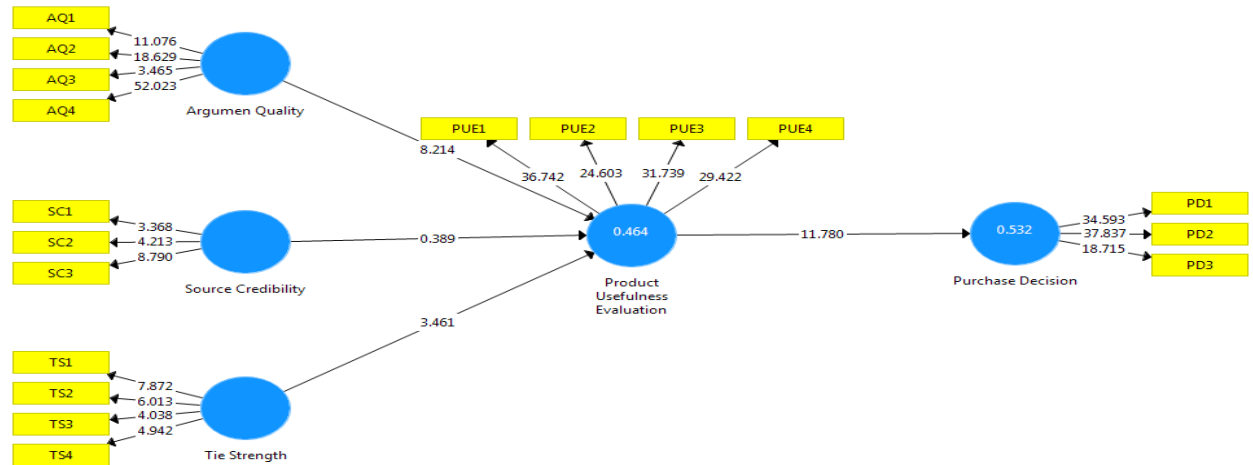 AQ1
AQ2
AQ3
AQ4
11.076
18.629
3.465
52.023
Argumen Quality
8.214
PUE1
PUE2
PUE3
PUE4
36.742
24.603
31.739
29.422
SC1
SC2
SC3
3.368
4.213
8.790
Source Credibility
0.389
0.464
Product
Usefulness
Evaluation
11.780
0.532
Purchase Decision
34.593
37.837
18.715
PD1
PD2
PD3
3.461
TS1
TS2
TS3
TS4
7.872
6.013
4.038
4.942
Tie Strength